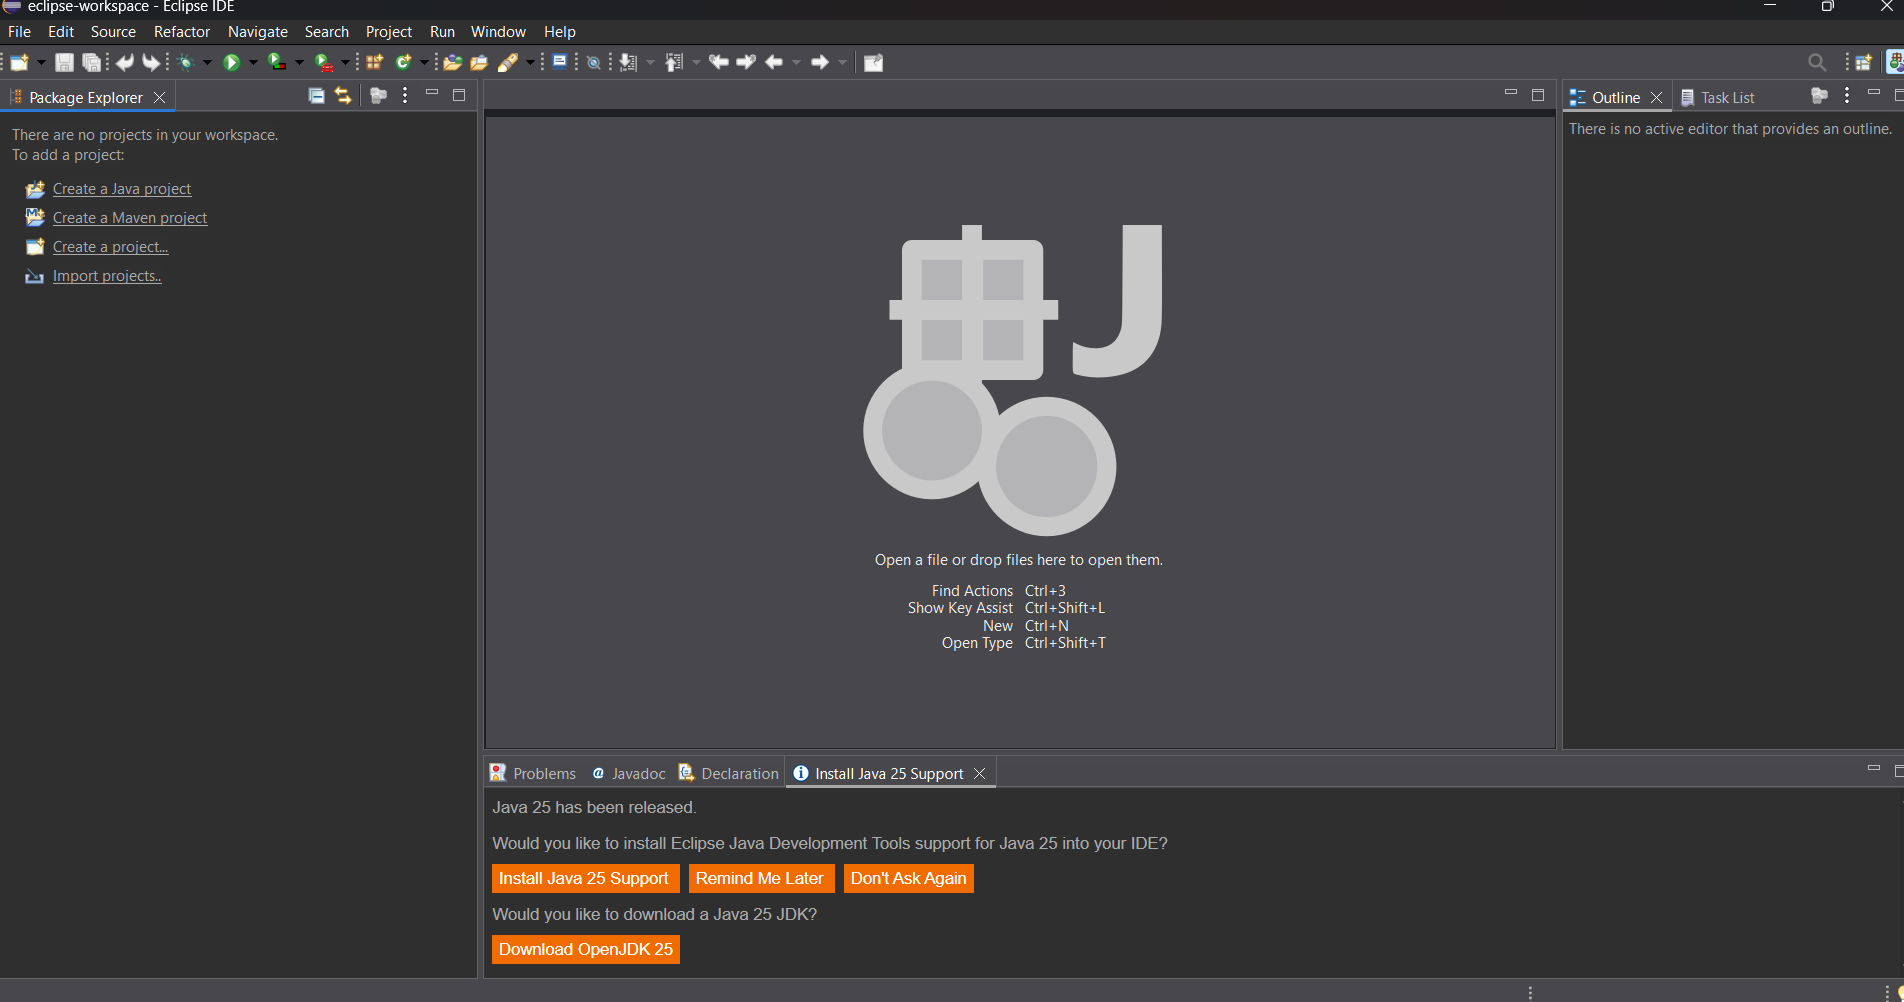 eclipse-workspace - Eclipse IDE
File Edit Source Refactor Navigate Search Project Run Window Help
Package Explorer
There are no projects in your workspace.
To add a project:
Create a Java project
Create a Maven project
Create a project...
Import projects..
J
Open a file or drop files here to open them.
Find Actions Ctrl+3
Show Key Assist Ctrl+Shift+L
New Ctrl+N
Open Type Ctrl+Shift+T
Outline Task List
There is no active editor that provides an outline.
Problems @ Javadoc Declaration Install Java 25 Support
Java 25 has been released.
Would you like to install Eclipse Java Development Tools support for Java 25 into your IDE?
Install Java 25 Support Remind Me Later Don't Ask Again
Would you like to download a Java 25 JDK?
Download OpenJDK 25